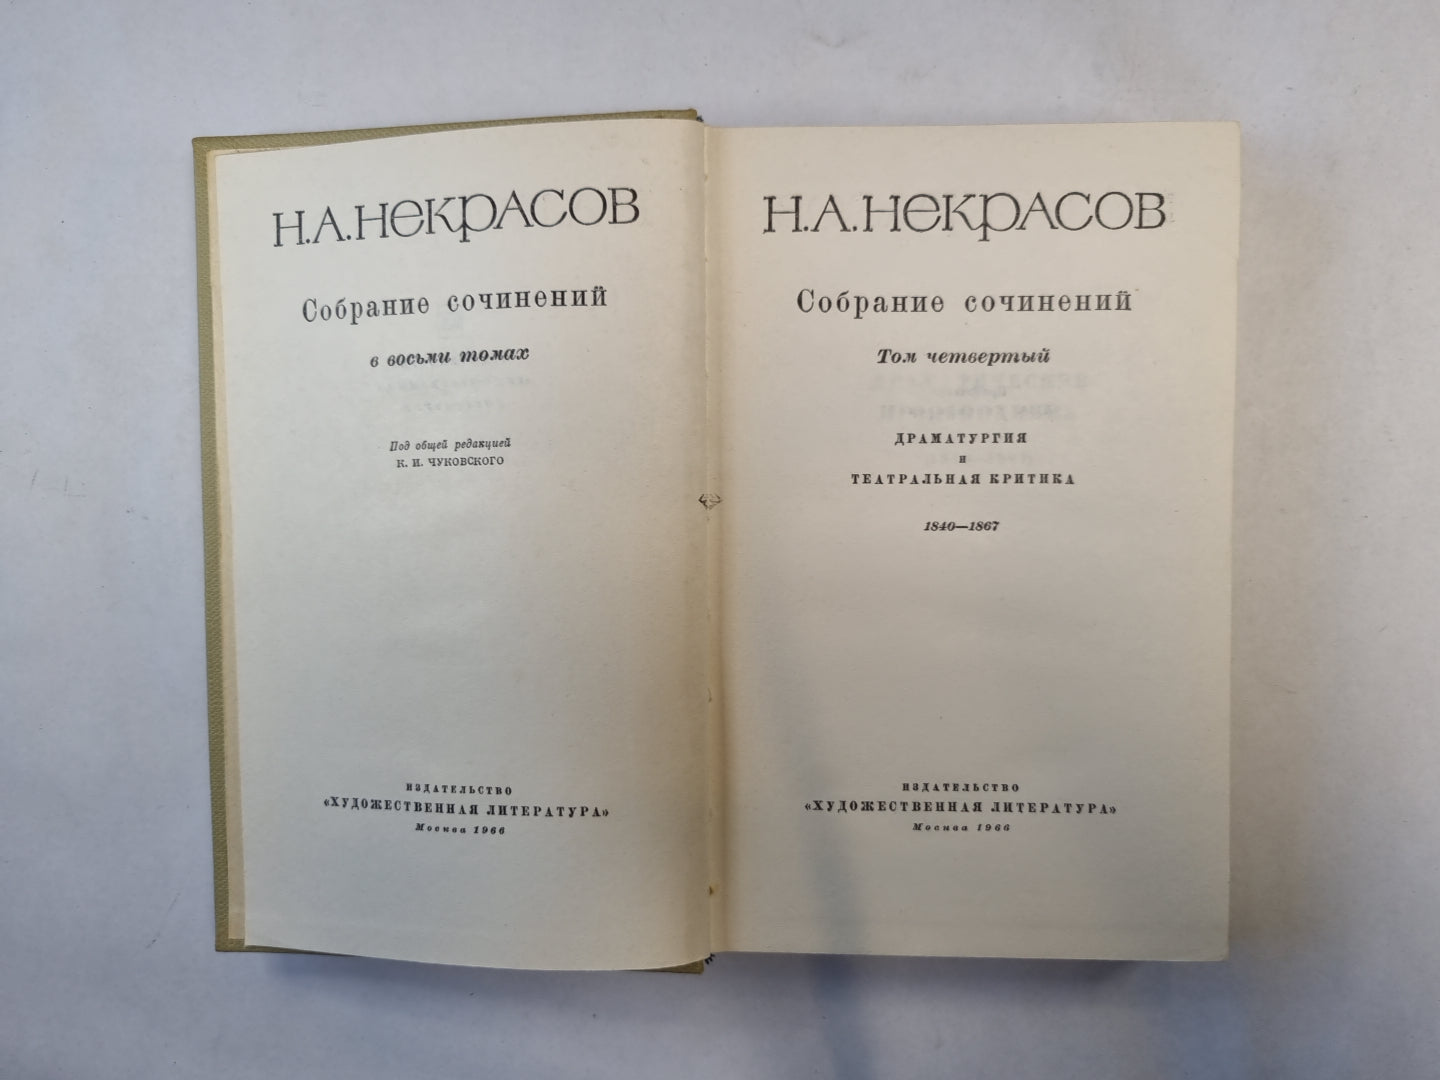 Н.А.Некрасов
Собрание сочинений
в восьми томах
Под общей редакцией
К. И. ЧУКОВСКОГО
ИЗДАТЕЛЬСТВО
«ХУДОЖЕСТВЕННАЯ ЛИТЕРАТУРА»
Москва 1966
Н.А.Некрасов
Собрание сочинений
Том четвертый
ДРАМАТУРГИЯ
И
ТЕАТРАЛЬНАЯ КРИТИКА
1840—1867
ИЗДАТЕЛЬСТВО
«ХУДОЖЕСТВЕННАЯ ЛИТЕРАТУРА»
Москва 1966